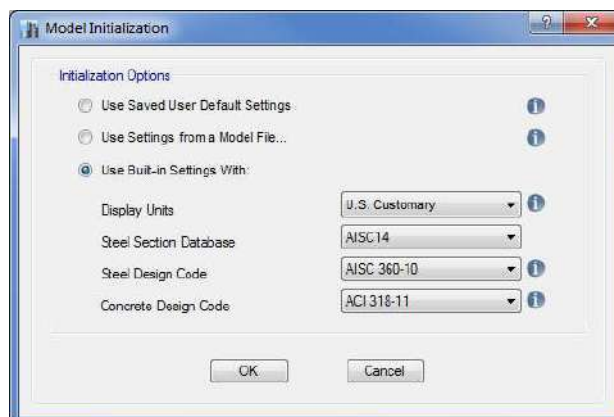 Model Initialization
Initialization Options
Use Saved User Default Settings
Use Settings from a Model File...
Use Built-in Settings With:
Display Units U.S. Customary
Steel Section Database AISC14
Steel Design Code AISC 360-10
Concrete Design Code ACI 318-11
OK Cancel